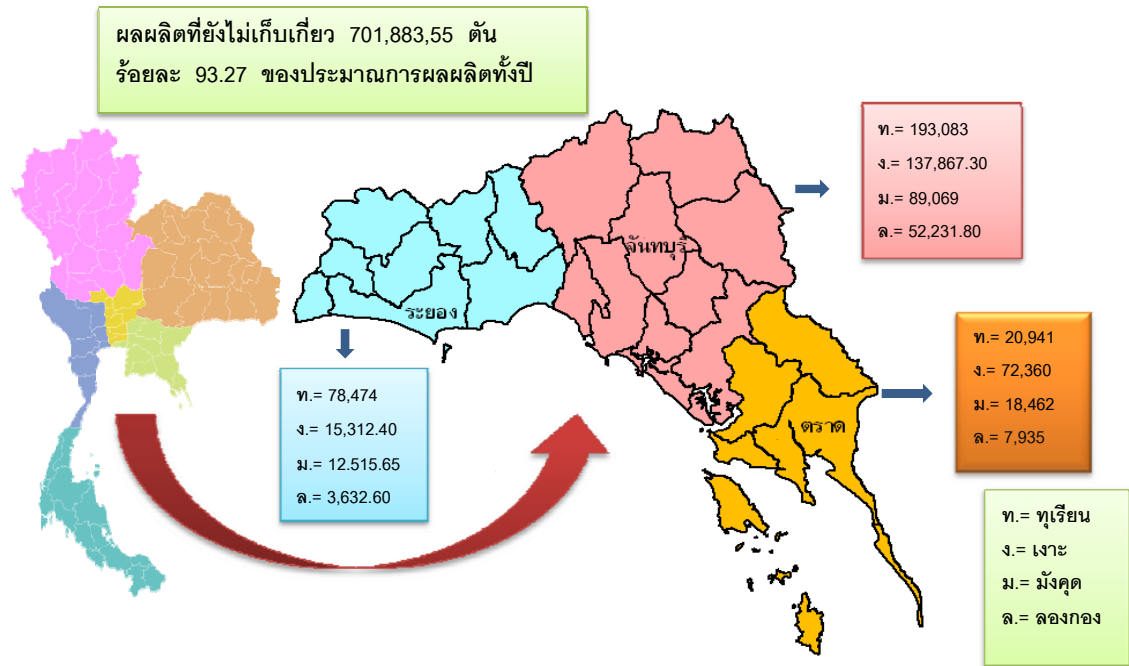 ผลผลิตที่ยังไม่เก็บเกี่ยว 701,883,55 ตัน
ร้อยละ 93.27 ของประมาณการผลผลิตทั้งปี
ท.= 193,083
ง.= 137,867.30
ม.= 89,069
ล.= 52,231.80
จันทบุรี
ระยอง
ท.= 78,474
ง.= 15,312.40
ม.= 12.515.65
ล.= 3,632.60
ท.= 20,941
ง.= 72,360
ม.= 18,462
ล.= 7,935
ตราด
ท.= ทุเรียน
ง.= เงาะ
ม.= มังคุด
ล.= ลองกอง